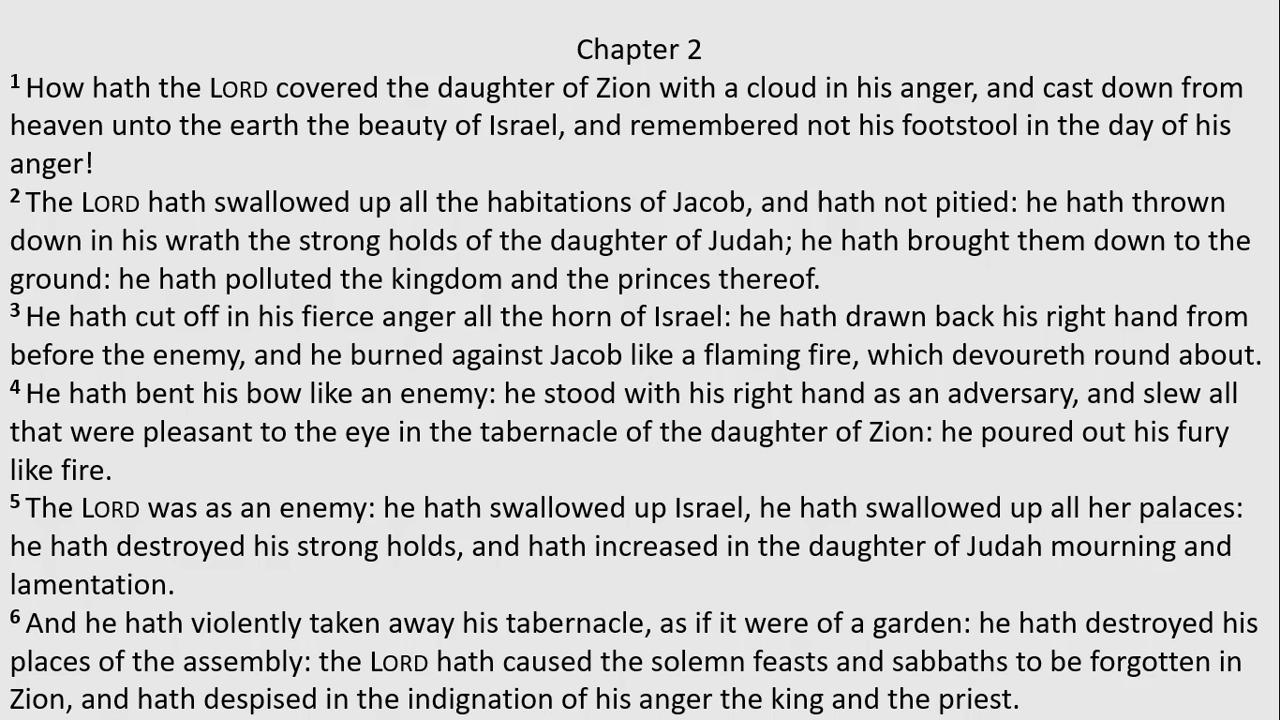 Chapter 2
1 How hath the LORD covered the daughter of Zion with a cloud in his anger, and cast down from
heaven unto the earth the beauty of Israel, and remembered not his footstool in the day of his
anger!
2 The LORD hath swallowed up all the habitations of Jacob, and hath not pitied: he hath thrown
down in his wrath the strong holds of the daughter of Judah; he hath brought them down to the
ground: he hath polluted the kingdom and the princes thereof.
3 He hath cut off in his fierce anger all the horn of Israel: he hath drawn back his right hand from
before the enemy, and he burned against Jacob like a flaming fire, which devoureth round about.
4 He hath bent his bow like an enemy: he stood with his right hand as an adversary, and slew all
that were pleasant to the eye in the tabernacle of the daughter of Zion: he poured out his fury
like fire.
5 The LORD was as an enemy: he hath swallowed up Israel, he hath swallowed up all her palaces:
he hath destroyed his strong holds, and hath increased in the daughter of Judah mourning and
lamentation.
6 And he hath violently taken away his tabernacle, as if it were of a garden: he hath destroyed his
places of the assembly: the LORD hath caused the solemn feasts and sabbaths to be forgotten in
Zion, and hath despised in the indignation of his anger the king and the priest.